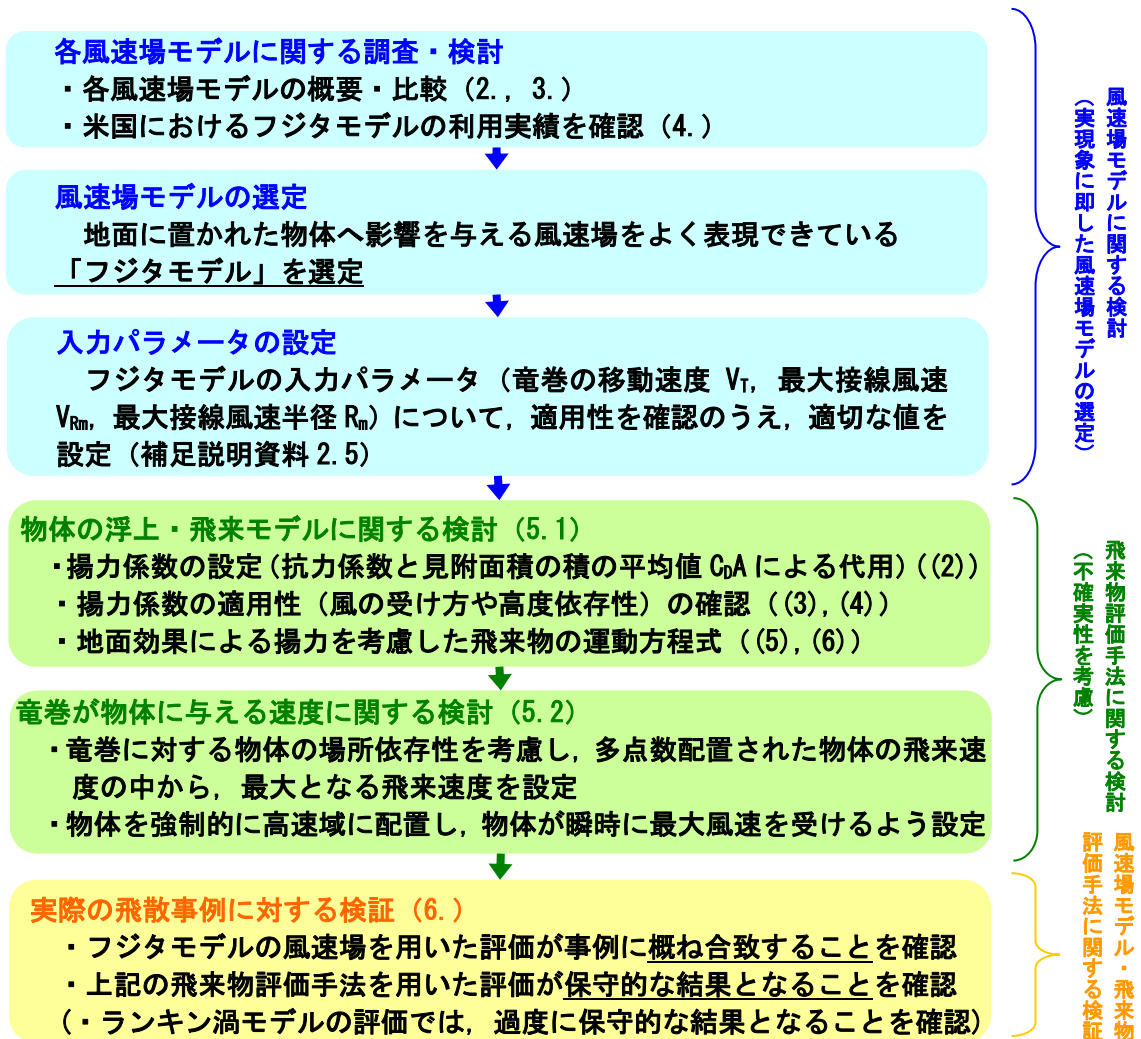 各風速場モデルに関する調査・検討
・各風速場モデルの概要・比較（2., 3.）
・米国におけるフジタモデルの利用実績を確認（4.）
風速場モデルの選定
地面に置かれた物体へ影響を与える風速場をよく表現できている
「フジタモデル」を選定
入力パラメータの設定
フジタモデルの入力パラメータ（竜巻の移動速度 VT, 最大接線風速
VRm, 最大接線風速半径 Rm）について, 適用性を確認のうえ, 適切な値を
設定（補足説明資料 2.5）
風速場モデルに関する検討
（実現象に即した風速場モデルの選定）
物体の浮上・飛来モデルに関する検討（5.1）
・揚力係数の設定（抗力係数と見附面積の積の平均値 CDA による代用）((2))
・揚力係数の適用性（風の受け方や高度依存性）の確認（(3),(4)）
・地面効果による揚力を考慮した飛来物の運動方程式（(5),(6)）
竜巻が物体に与える速度に関する検討（5.2）
・竜巻に対する物体の場所依存性を考慮し, 多点数配置された物体の飛来速
度の中から, 最大となる飛来速度を設定
・物体を強制的に高速域に配置し, 物体が瞬時に最大風速を受けるよう設定
飛来物評価手法に関する検討
（不確実性を考慮）
実際の飛散事例に対する検証（6.）
・フジタモデルの風速場を用いた評価が事例に概ね合致することを確認
・上記の飛来物評価手法を用いた評価が保守的な結果となることを確認
（・ランキン渦モデルの評価では, 過度に保守的な結果となることを確認）
風速場モデル・飛来物
評価手法に関する検証